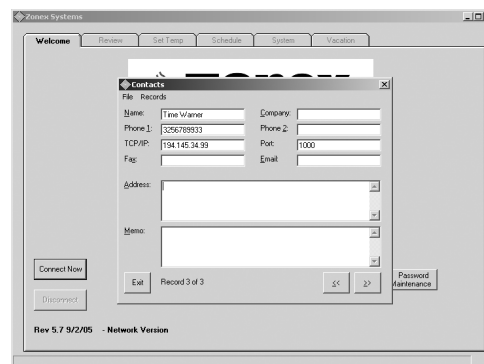 Zonex Systems
Welcome Review Set Temp Schedule System Vacation
Contacts
File Records
Name: Time Warner Company:
Phone 1: 3256789933 Phone 2:
TCP/IP: 194.145.34.99 Port: 1000
Fax: Email:
Address:
Memo:
Connect Now
Exit Record 3 of 3 << >>
Password
Maintenance
Disconnect
Rev 5.7 9/2/05 - Network Version